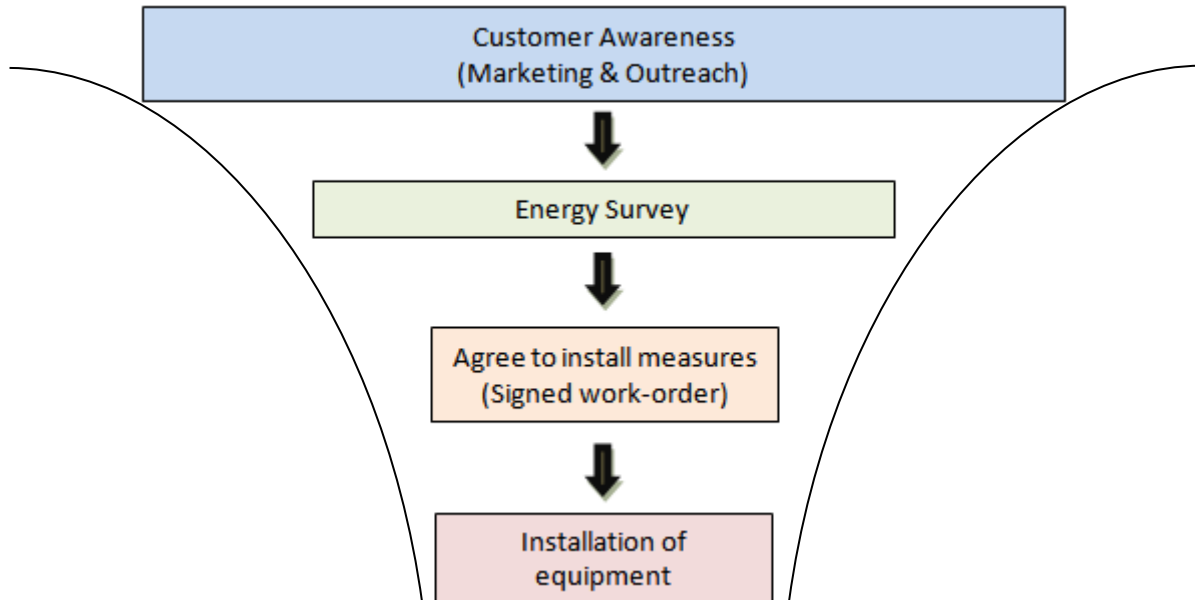 Customer Awareness
(Marketing & Outreach)
Energy Survey
Agree to install measures
(Signed work-order)
Installation of
equipment